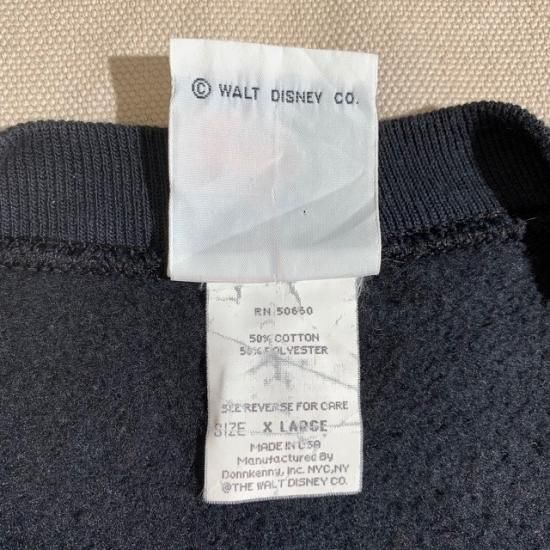 © WALT DISNEY CO.
RN 50660
50% COTTON
50% POLYESTER
SEE REVERSE FOR CARE
SIZE X LARGE
MADE IN USA
Manufactured By
Donnkenny, Inc. NYC, NY
©THE WALT DISNEY CO.